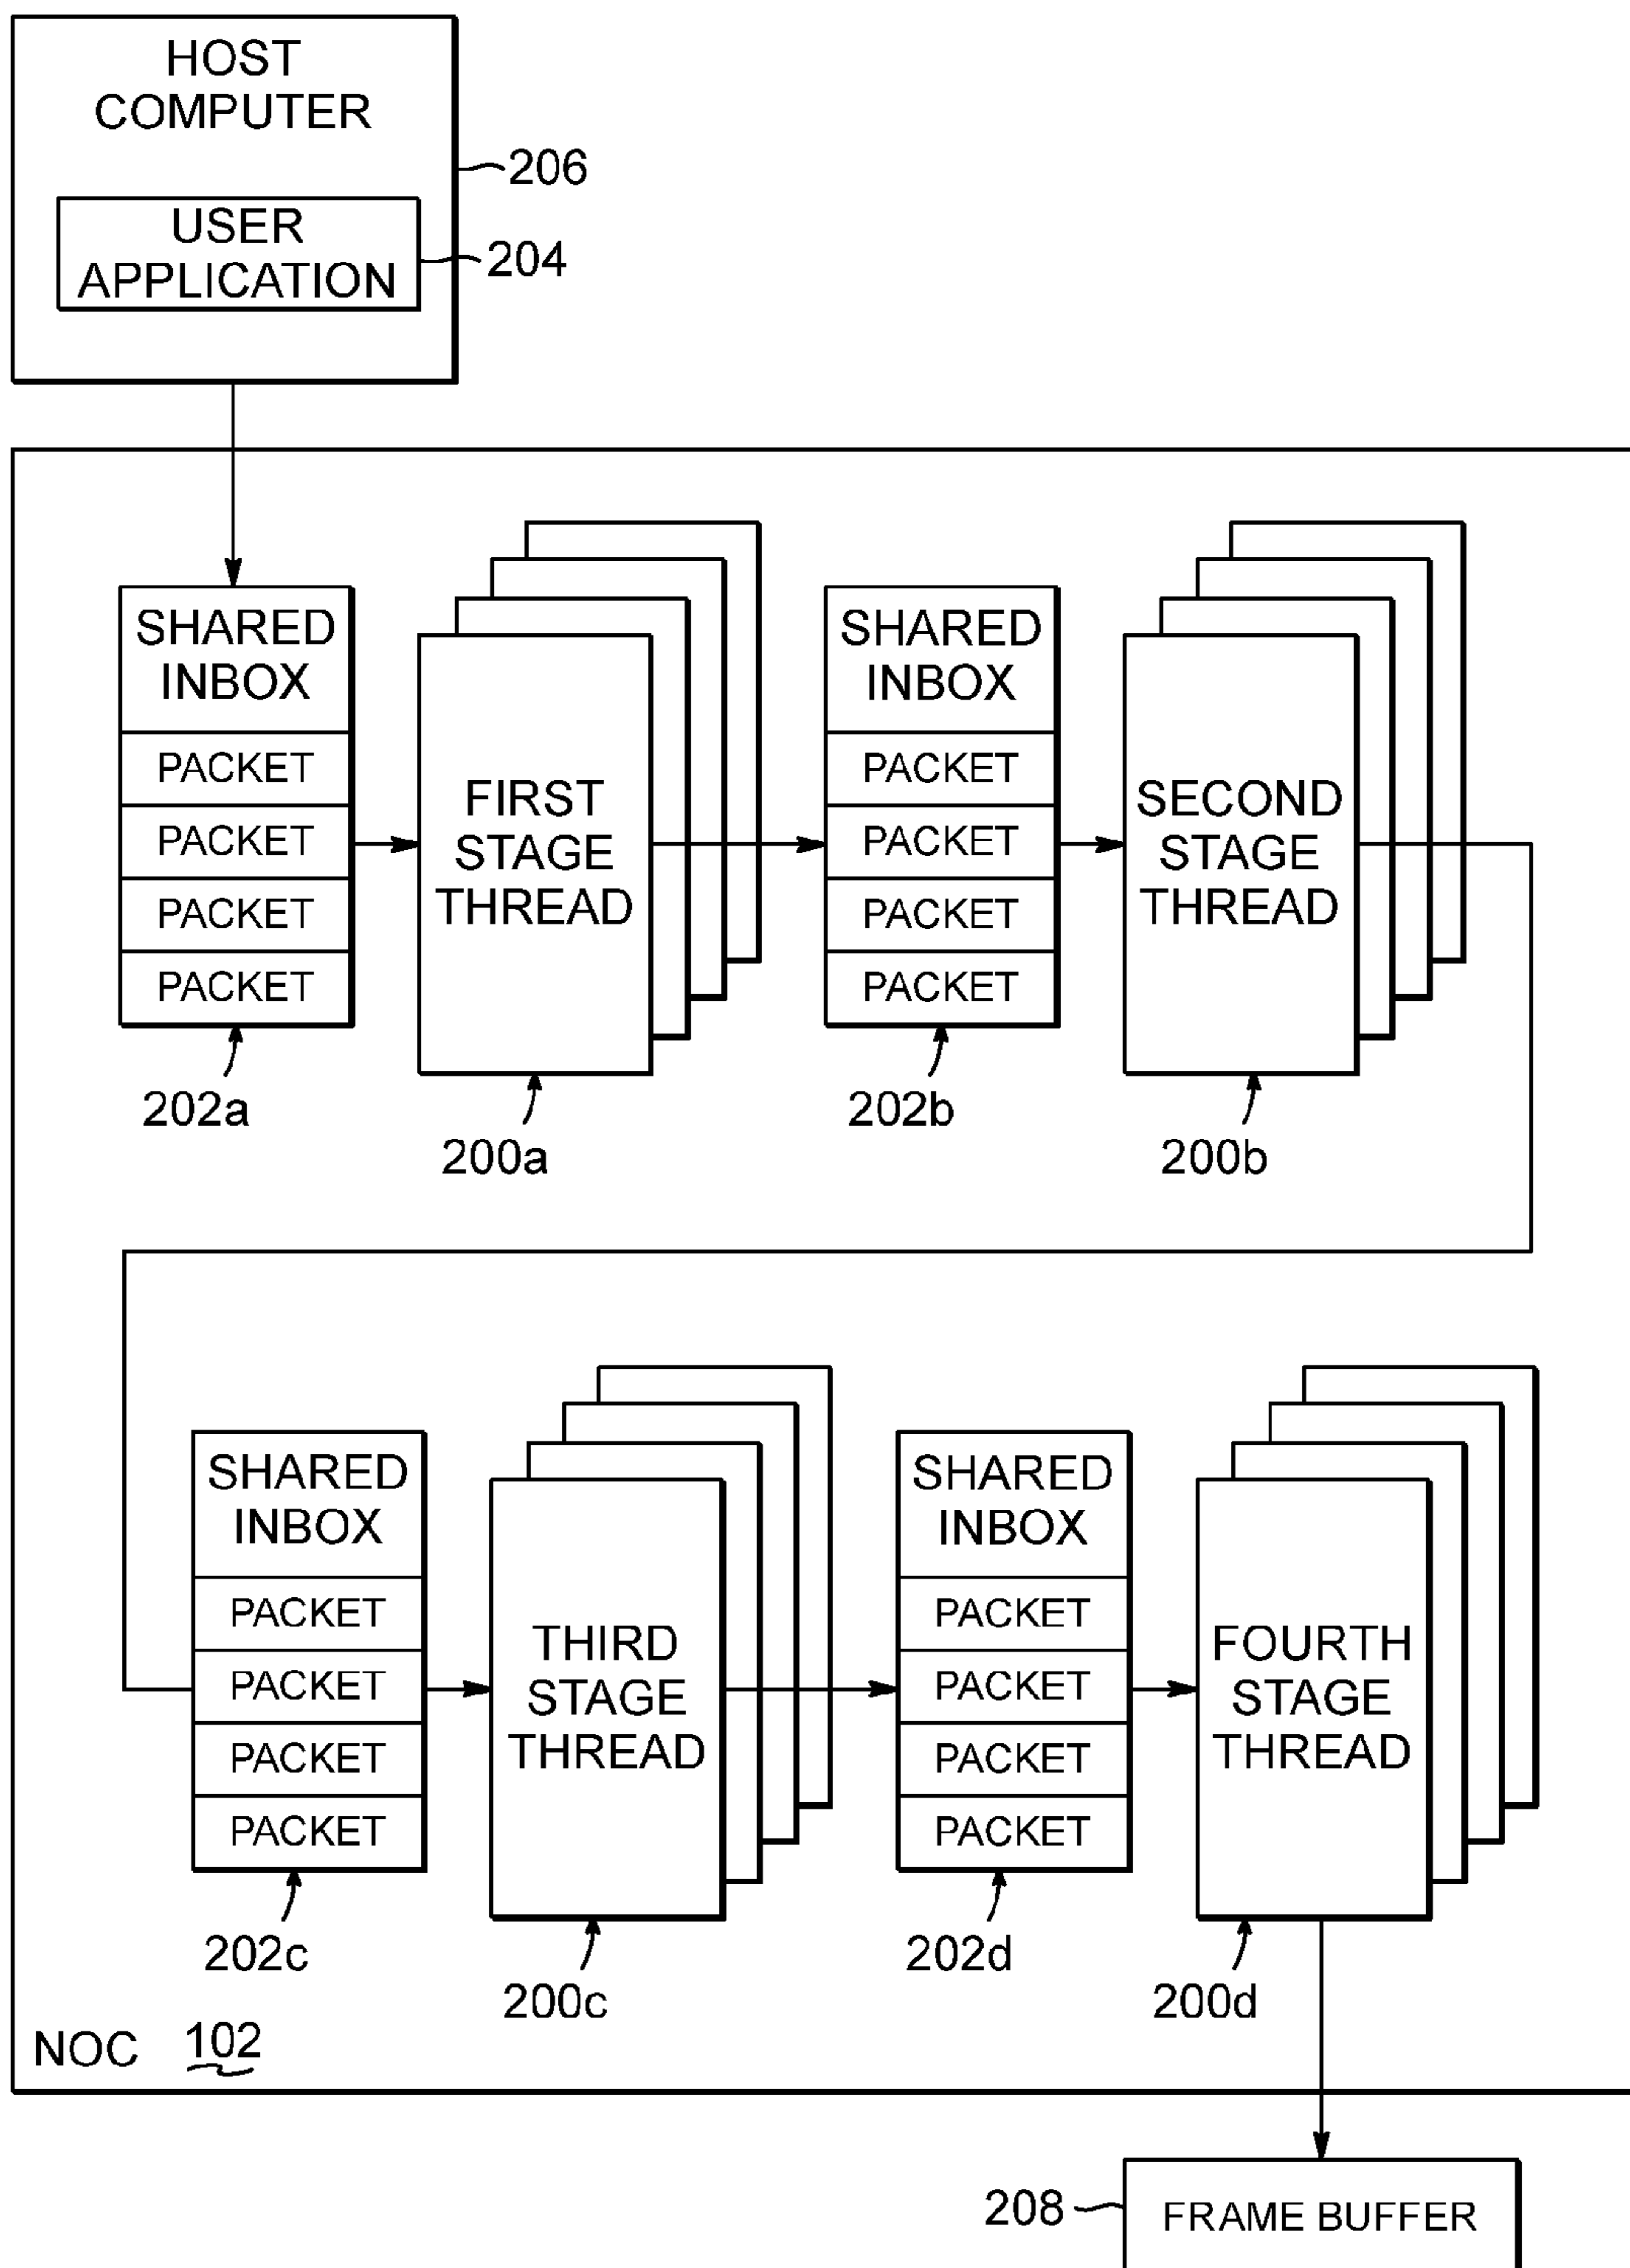 HOST
COMPUTER
206
USER
APPLICATION
204
SHARED
INBOX
PACKET
PACKET
PACKET
PACKET
202a
FIRST
STAGE
THREAD
200a
SHARED
INBOX
PACKET
PACKET
PACKET
PACKET
202b
SECOND
STAGE
THREAD
200b
SHARED
INBOX
PACKET
PACKET
PACKET
PACKET
202c
THIRD
STAGE
THREAD
200c
SHARED
INBOX
PACKET
PACKET
PACKET
PACKET
202d
FOURTH
STAGE
THREAD
200d
NOC 102
208
FRAME BUFFER